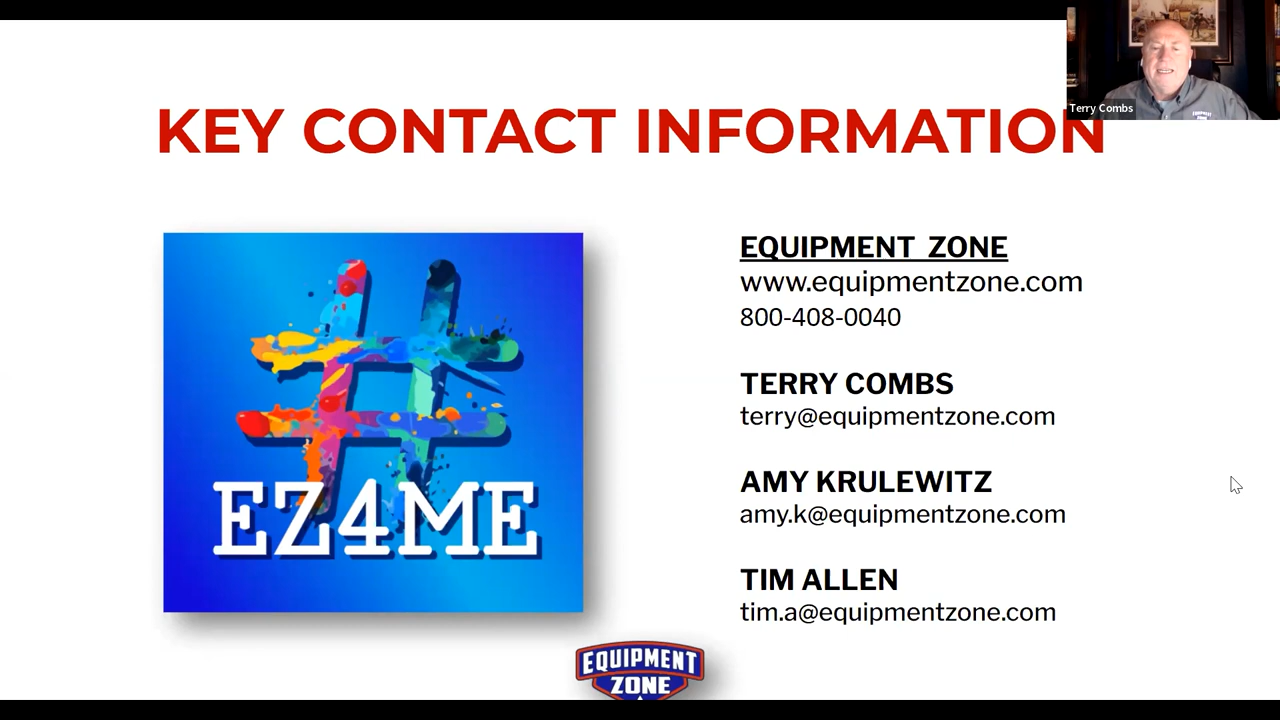 Terry Combs
KEY CONTACT INFORMATION
EQUIPMENT ZONE
www.equipmentzone.com
800-408-0040
TERRY COMBS
terry@equipmentzone.com
AMY KRULEWITZ
amy.k@equipmentzone.com
TIM ALLEN
tim.a@equipmentzone.com
#
EZ4ME
EQUIPMENT
ZONE